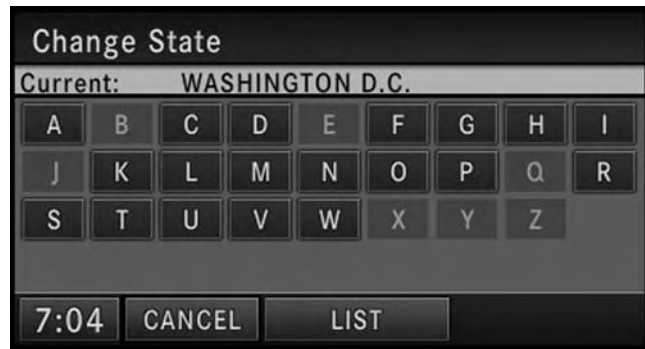 Change State
Current: WASHINGTON D.C.
A B C D E F G H I
J K L M N O P Q R
S T U V W X Y Z
7:04 CANCEL LIST